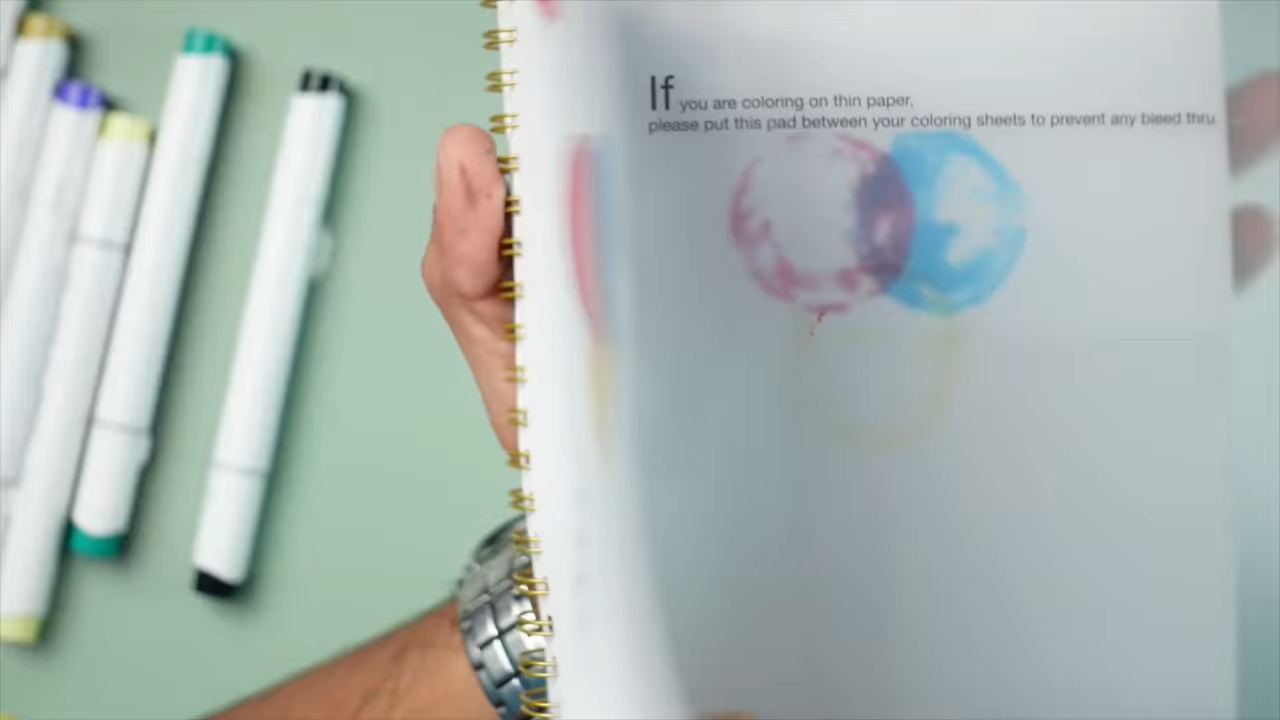 If you are coloring on thin paper,
please put this pad between your coloring sheets to prevent any bleed thru.